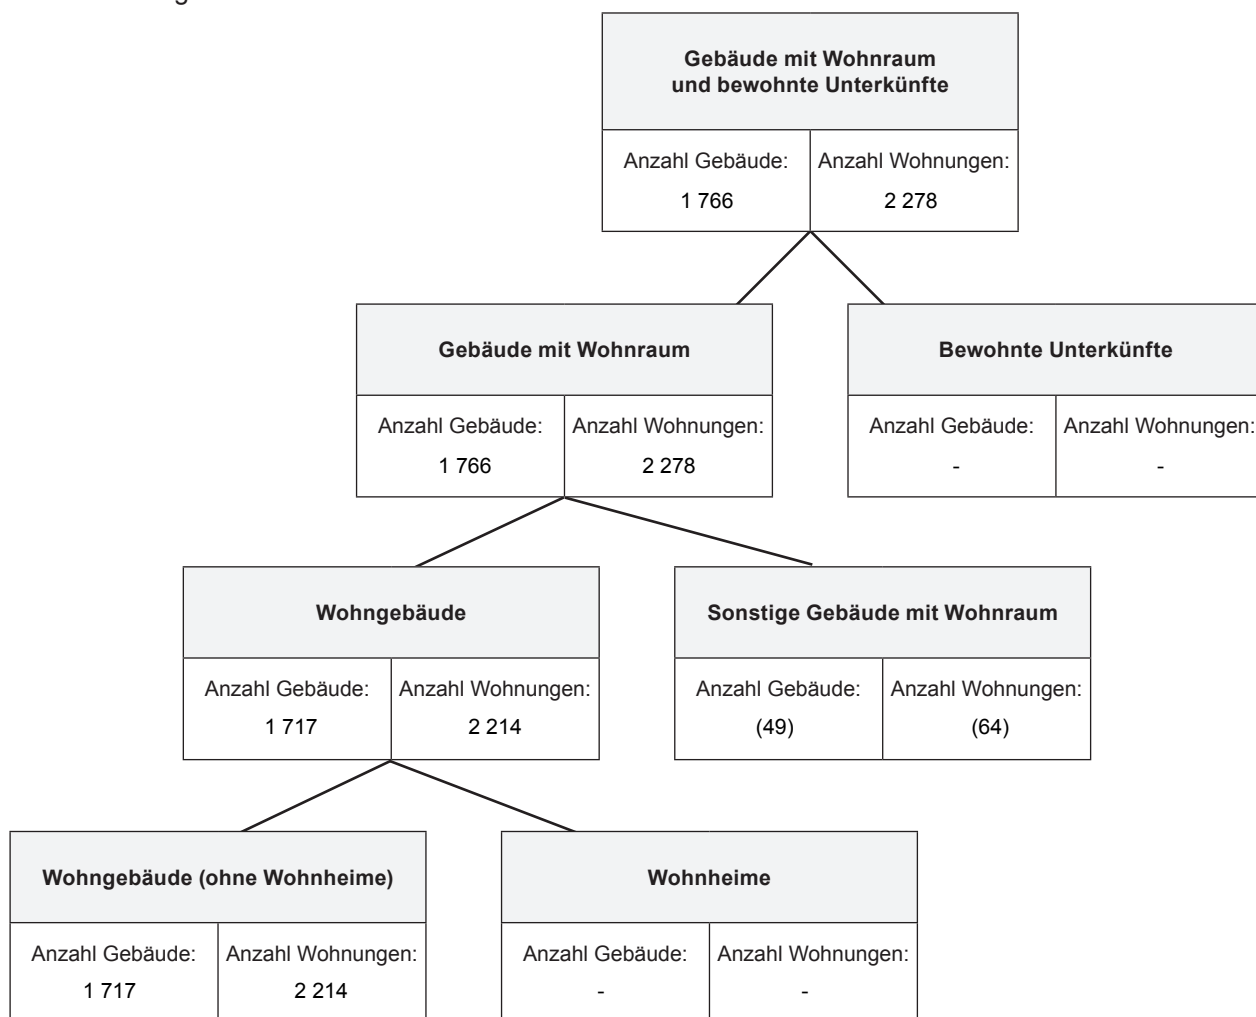 Gebäude mit Wohnraum
und bewohnte Unterkünfte
Anzahl Gebäude: Anzahl Wohnungen:
1 766 2 278
Gebäude mit Wohnraum Bewohnte Unterkünfte
Anzahl Gebäude: Anzahl Wohnungen: Anzahl Gebäude: Anzahl Wohnungen:
1 766 2 278 - -
Wohngebäude Sonstige Gebäude mit Wohnraum
Anzahl Gebäude: Anzahl Wohnungen: Anzahl Gebäude: Anzahl Wohnungen:
1 717 2 214 (49) (64)
Wohngebäude (ohne Wohnheime) Wohnheime
Anzahl Gebäude: Anzahl Wohnungen: Anzahl Gebäude: Anzahl Wohnungen:
1 717 2 214 - -